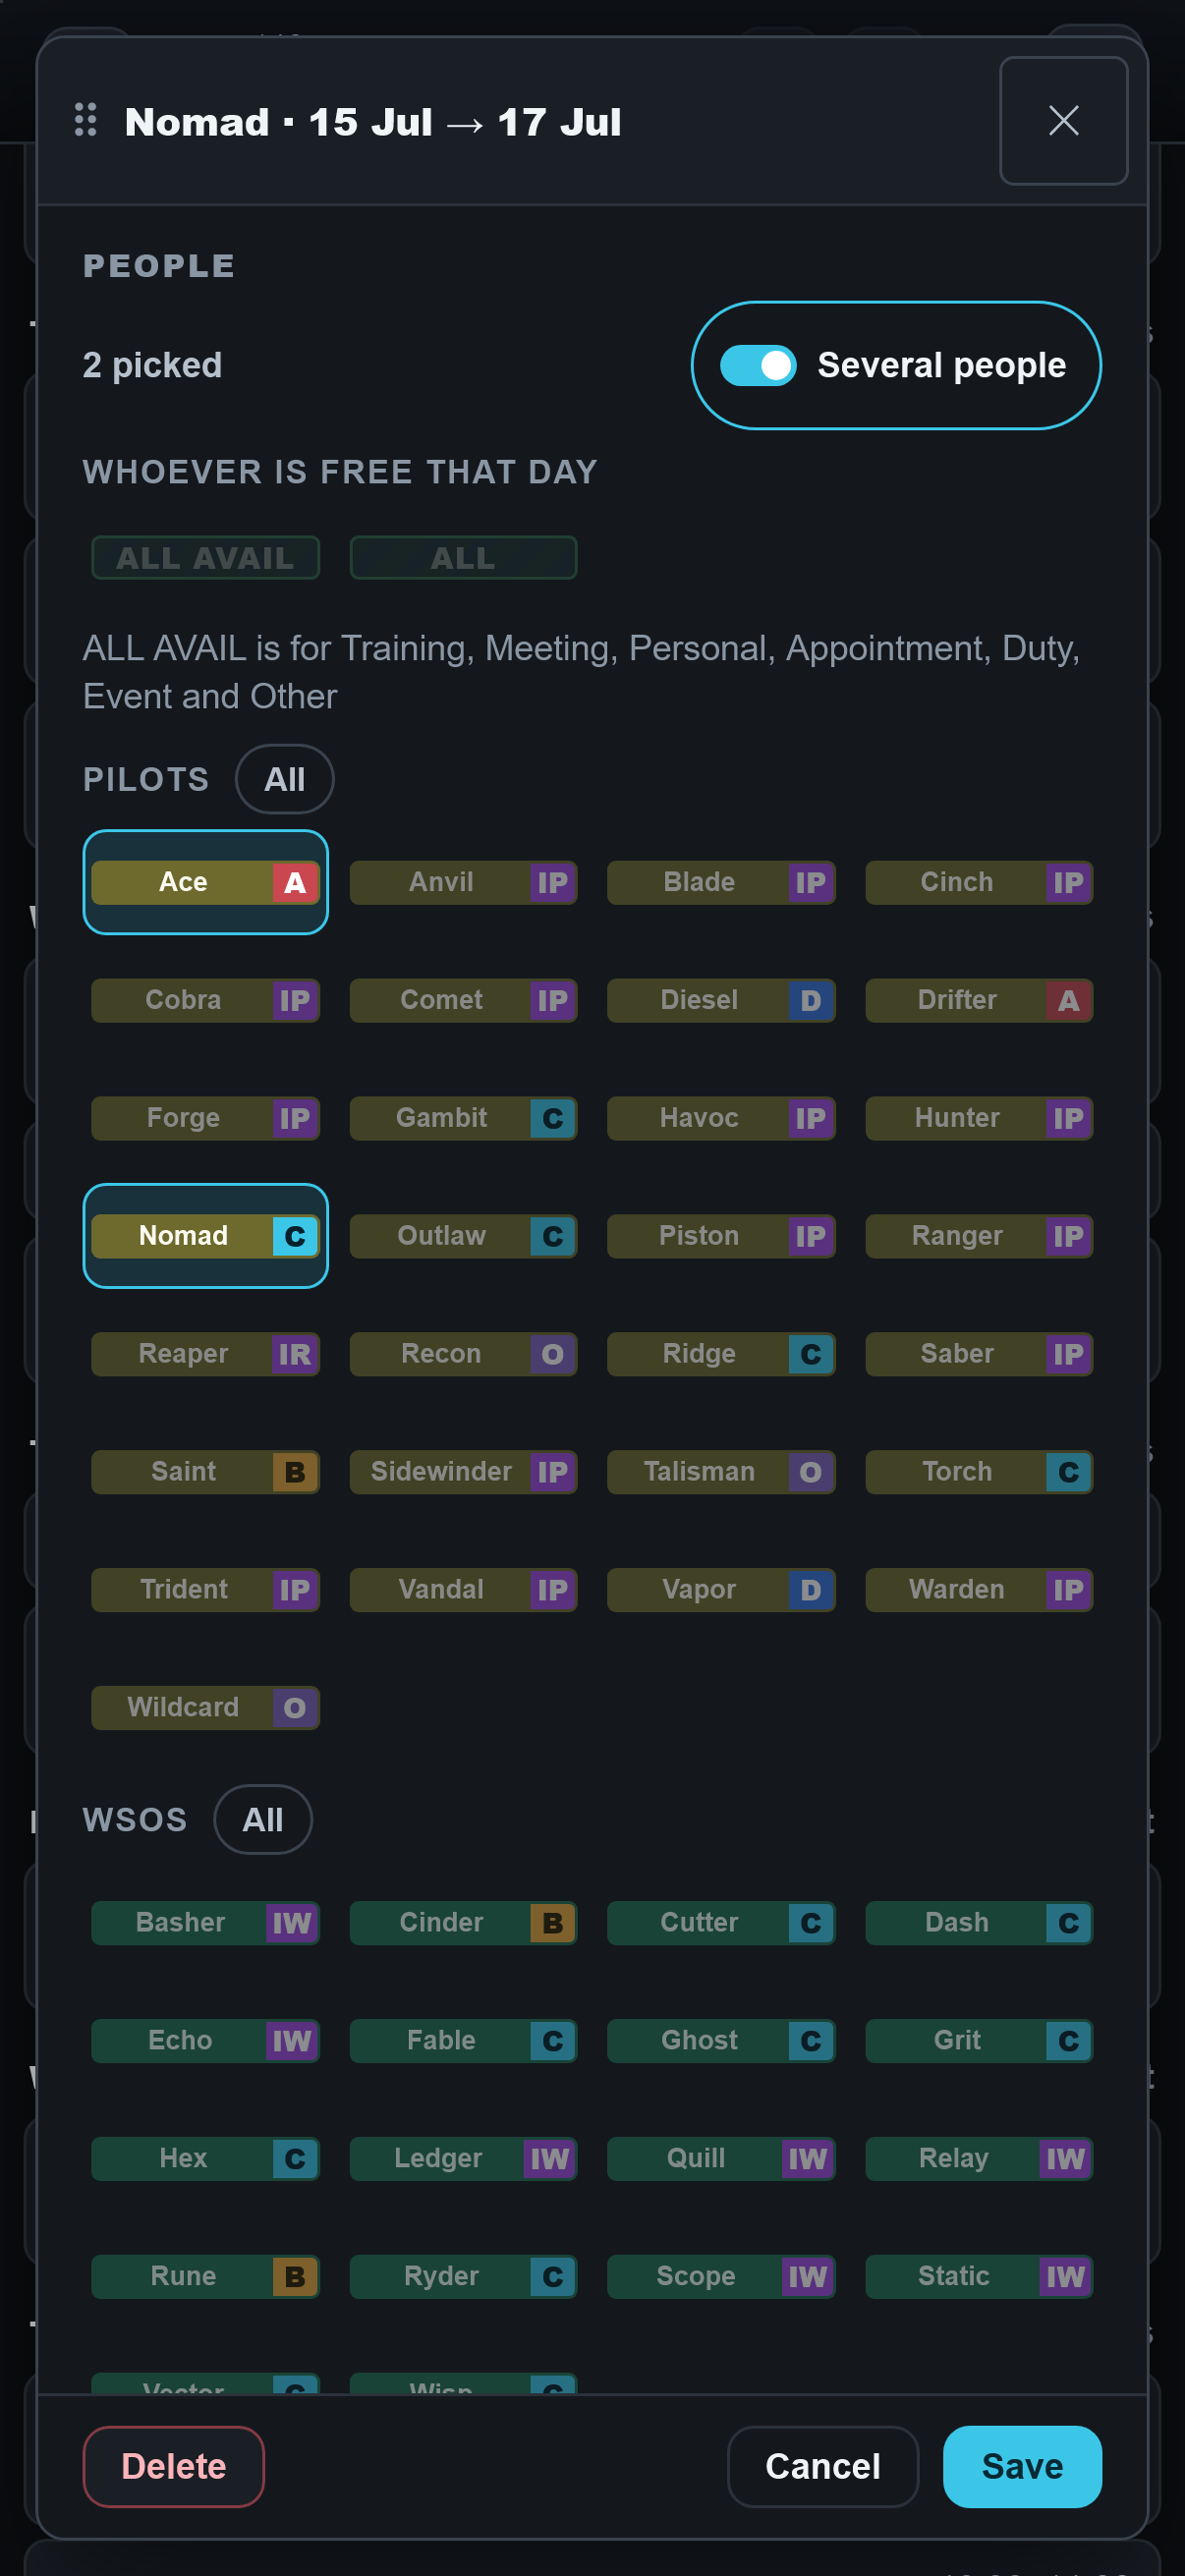 Nomad · 15 Jul → 17 Jul
PEOPLE
2 picked
Several people
WHOEVER IS FREE THAT DAY
ALL AVAIL ALL
ALL AVAIL is for Training, Meeting, Personal, Appointment, Duty,
Event and Other
PILOTS All
Ace A Anvil IP Blade IP Cinch IP
Cobra IP Comet IP Diesel D Drifter A
Forge IP Gambit C Havoc IP Hunter IP
Nomad C Outlaw C Piston IP Ranger IP
Reaper IR Recon O Ridge C Saber IP
Saint B Sidewinder IP Talisman O Torch C
Trident IP Vandal IP Vapor D Warden IP
Wildcard O
WSOS All
Basher IW Cinder B Cutter C Dash C
Echo IW Fable C Ghost C Grit C
Hex C Ledger IW Quill IW Relay IW
Rune B Ryder C Scope IW Static IW
Vector C Wisp C
Delete Cancel Save